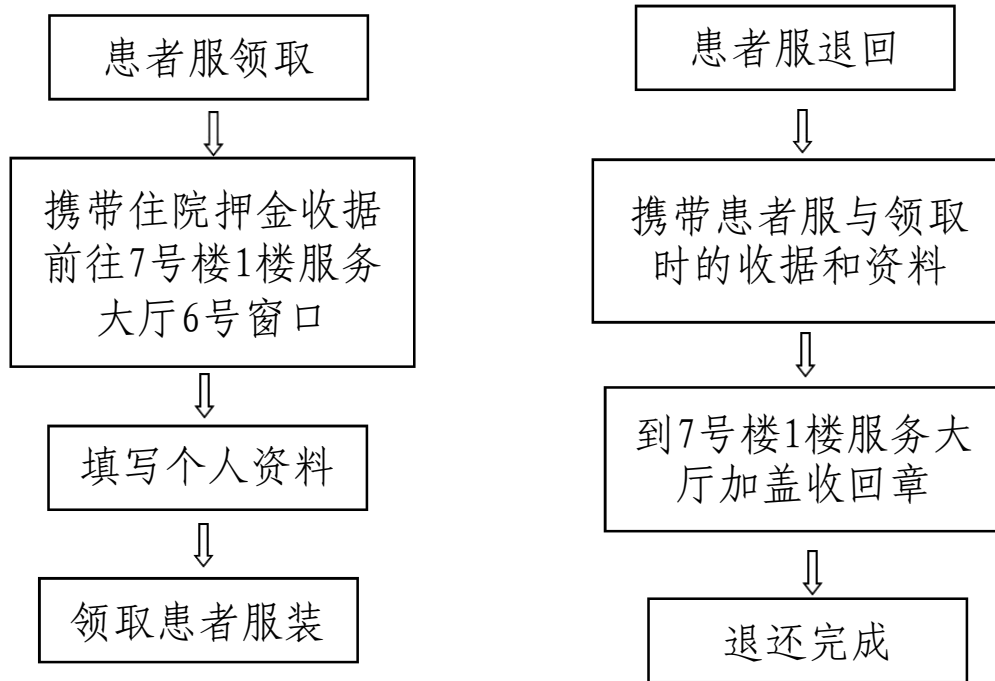 患者服领取
携带住院押金收据
前往7号楼1楼服务
大厅6号窗口
填写个人资料
领取患者服装
患者服退回
携带患者服与领取
时的收据和资料
到7号楼1楼服务大
厅加盖收回章
退还完成